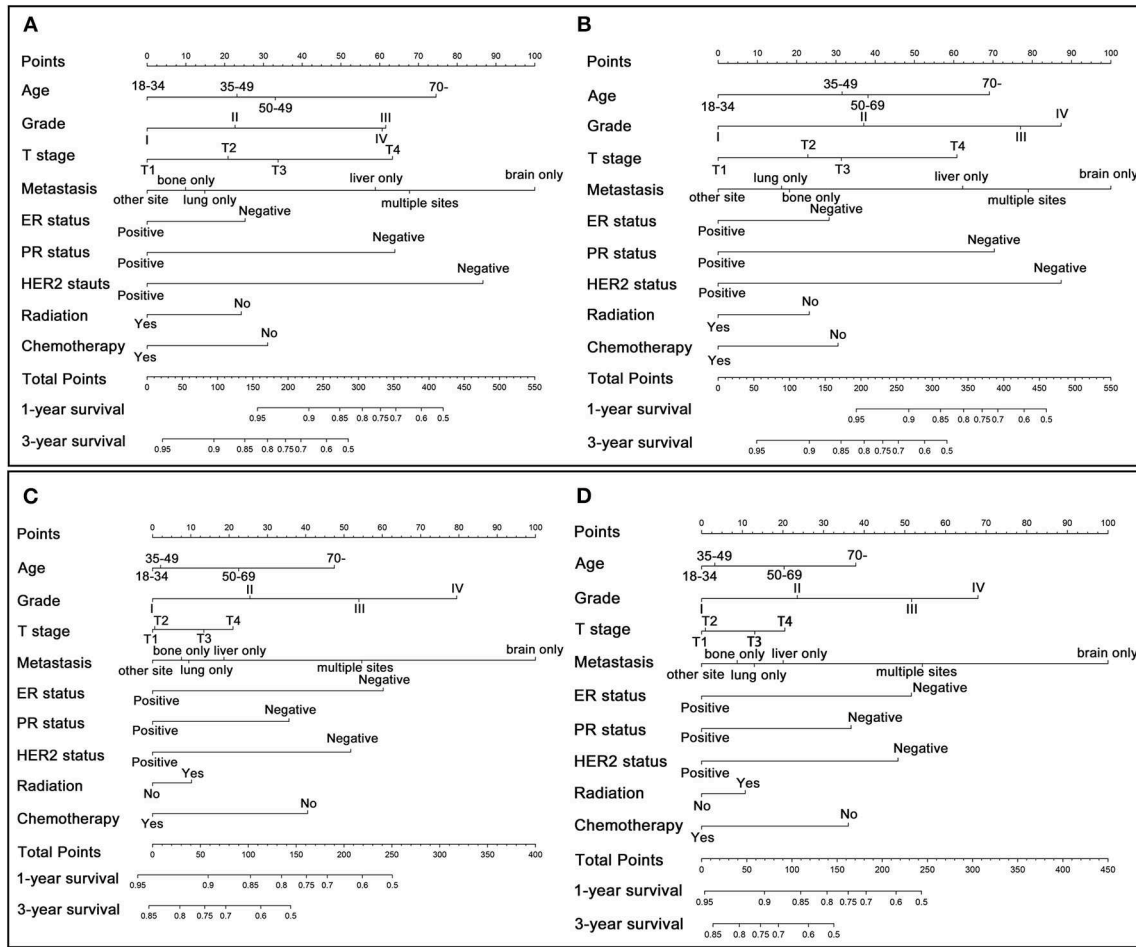 A
Points
0 10 20 30 40 50 60 70 80 90 100
Age
18-34 35-49 70-
50-49
Grade
II III
I IV
T stage
T2 T4
T1 T3
Metastasis
bone only liver only brain only
other site lung only multiple sites
ER status
Negative
Positive
PR status
Negative
Positive
HER2 stauts
Negative
Positive
Radiation
No
Yes
Chemotherapy
No
Yes
Total Points
0 50 100 150 200 250 300 350 400 450 500 550
1-year survival
0.95 0.9 0.85 0.8 0.75 0.7 0.6 0.5
3-year survival
0.95 0.9 0.85 0.8 0.75 0.7 0.6 0.5
B
Points
0 10 20 30 40 50 60 70 80 90 100
Age
35-49 70-
18-34 50-69
Grade
II IV
I III
T stage
T2 T4
T1 T3
Metastasis
lung only liver only brain only
other site bone only multiple sites
ER status
Negative
Positive
PR status
Negative
Positive
HER2 status
Negative
Positive
Radiation
No
Yes
Chemotherapy
No
Yes
Total Points
0 50 100 150 200 250 300 350 400 450 500 550
1-year survival
0.95 0.9 0.85 0.8 0.75 0.7 0.6 0.5
3-year survival
0.95 0.9 0.85 0.8 0.75 0.7 0.6 0.5
C
Points
0 10 20 30 40 50 60 70 80 90 100
Age
35-49 70-
18-34 50-69
Grade
II IV
I III
T stage
T2 T4
T1 T3
Metastasis
bone only liver only brain only
other site lung only multiple sites
ER status
Negative
Positive
PR status
Negative
Positive
HER2 status
Negative
Positive
Radiation
Yes
No
Chemotherapy
No
Yes
Total Points
0 50 100 150 200 250 300 350 400
1-year survival
0.95 0.9 0.85 0.8 0.75 0.7 0.6 0.5
3-year survival
0.85 0.8 0.75 0.7 0.6 0.5
D
Points
0 10 20 30 40 50 60 70 80 90 100
Age
35-49 70-
18-34 50-69
Grade
II IV
I III
T stage
T2 T4
T1 T3
Metastasis
bone only liver only brain only
other site lung only multiple sites
ER status
Negative
Positive
PR status
Negative
Positive
HER2 status
Negative
Positive
Radiation
Yes
No
Chemotherapy
No
Yes
Total Points
0 50 100 150 200 250 300 350 400 450
1-year survival
0.95 0.9 0.85 0.8 0.75 0.7 0.6 0.5
3-year survival
0.85 0.8 0.75 0.7 0.6 0.5